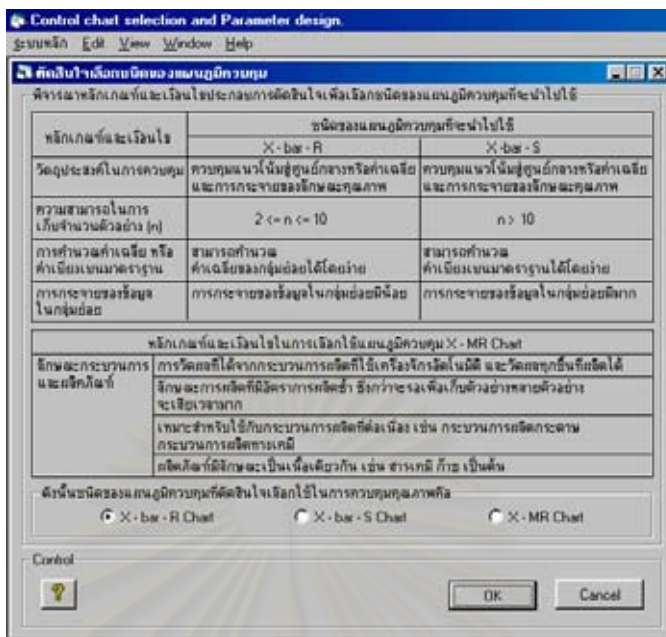 Control chart selection and Parameter design.
ระบบหลัก Edit View Window Help
ตัดสินใจเลือกชนิดของแผนภูมิควบคุม
พิจารณาหลักเกณฑ์และเงื่อนไขประกอบการตัดสินใจเพื่อเลือกชนิดของแผนภูมิควบคุมที่จะนำไปใช้
หลักเกณฑ์และเงื่อนไข
ชนิดของแผนภูมิควบคุมที่จะนำไปใช้
X - bar - R
X -bar - S
วัตถุประสงค์ในการควบคุม
ควบคุมแนวโน้มสู่ศูนย์กลางหรือค่าเฉลี่ย
และการกระจายของลักษณะคุณภาพ
ควบคุมแนวโน้มสู่ศูนย์กลางหรือค่าเฉลี่ย
และการกระจายของลักษณะคุณภาพ
ความสามารถในการ
เก็บจำนวนตัวอย่าง (n)
2 <= n <= 10
n > 10
การคำนวณค่าเฉลี่ย หรือ
ค่าเบี่ยงเบนมาตราฐาน
สามารถคำนวณ
ค่าเฉลี่ยของกลุ่มย่อยได้โดยง่าย
สามารถคำนวณ
ค่าเบี่ยงเบนมาตราฐานได้โดยง่าย
การกระจายของข้อมูล
ในกลุ่มย่อย
การกระจายของข้อมูลในกลุ่มย่อยมีน้อย
การกระจายของข้อมูลในกลุ่มย่อยมีมาก
หลักเกณฑ์และเงื่อนไขในการเลือกใช้แผนภูมิควบคุม X - MR Chart
ลักษณะกระบวนการ
และผลิตภัณฑ์
การวัดผลที่ได้จากกระบวนการผลิตที่ใช้เครื่องจักรอัตโนมัติ และวัดผลทุกชิ้นที่ผลิตได้
ลักษณะการผลิตที่มีอัตราการผลิตช้า ซึ่งกว่าจะรอเพื่อเก็บตัวอย่างหลายตัวอย่าง
จะเสียเวลามาก
เหมาะสำหรับใช้กับกระบวนการผลิตที่ต่อเนื่อง เช่น กระบวนการผลิตกระดาษ
กระบวนการผลิตทางเคมี
ผลิตภัณฑ์มีลักษณะเป็นเนื้อเดียวกัน เช่น สารเคมี ก๊าซ เป็นต้น
ดังนั้นชนิดของแผนภูมิควบคุมที่ตัดสินใจเลือกใช้ในการควบคุมคุณภาพคือ
X - bar - R Chart
X - bar - S Chart
X - MR Chart
Control
?
OK
Cancel